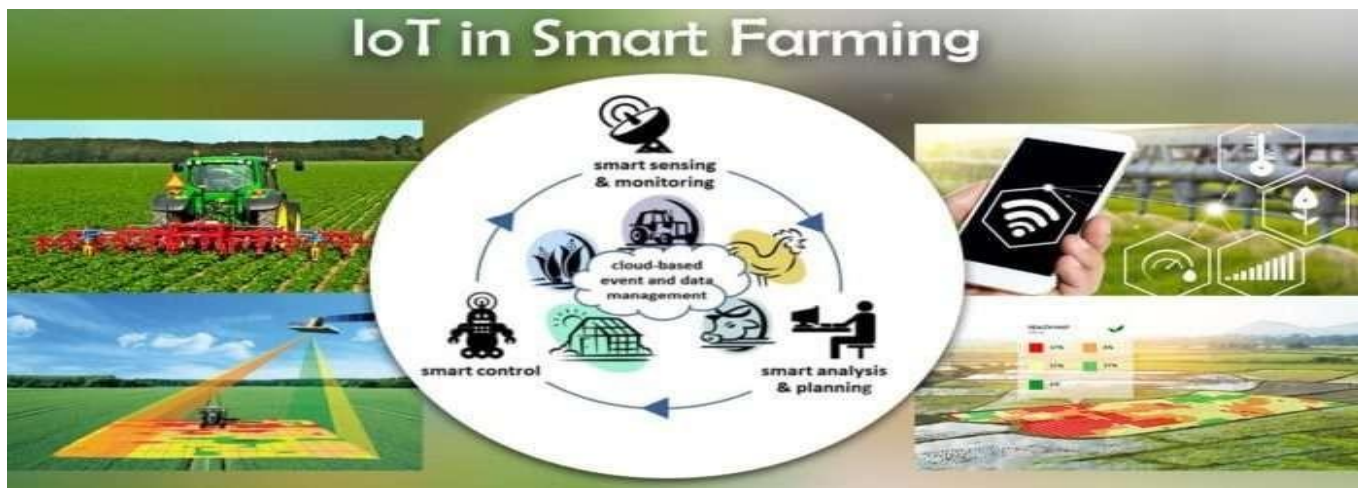 IoT in Smart Farming
smart sensing
& monitoring
cloud-based
event and data
management
smart control
smart analysis
& planning